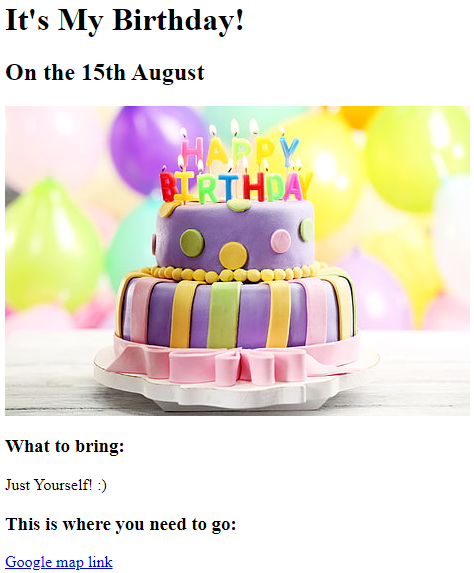 It's My Birthday!
On the 15th August
HAPPY
BIRTHDAY
What to bring:
Just Yourself! :)
This is where you need to go:
Google map link